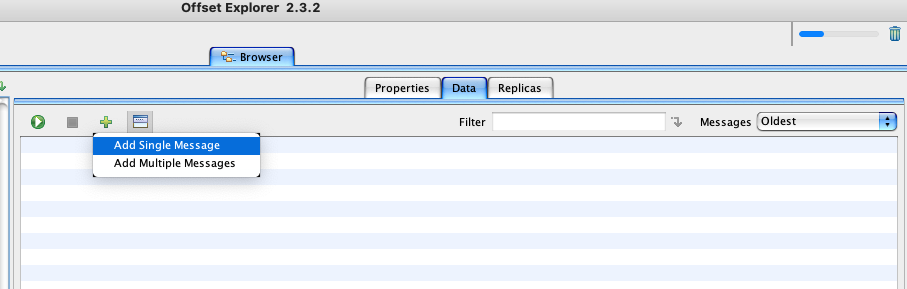 Offset Explorer 2.3.2
Browser
Properties Data Replicas
Filter Messages Oldest
Add Single Message
Add Multiple Messages